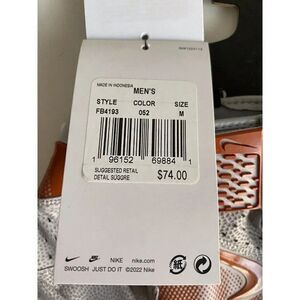 MADE IN INDONESIA
MEN'S
STYLE COLOR SIZE
FB4193 052 M
1 96152 69884 1
SUGGESTED RETAIL
DETAIL SUGGRE
$74.00
NIKE Nike.com
SWOOSH JUST DO IT ©2022 Nike
紙